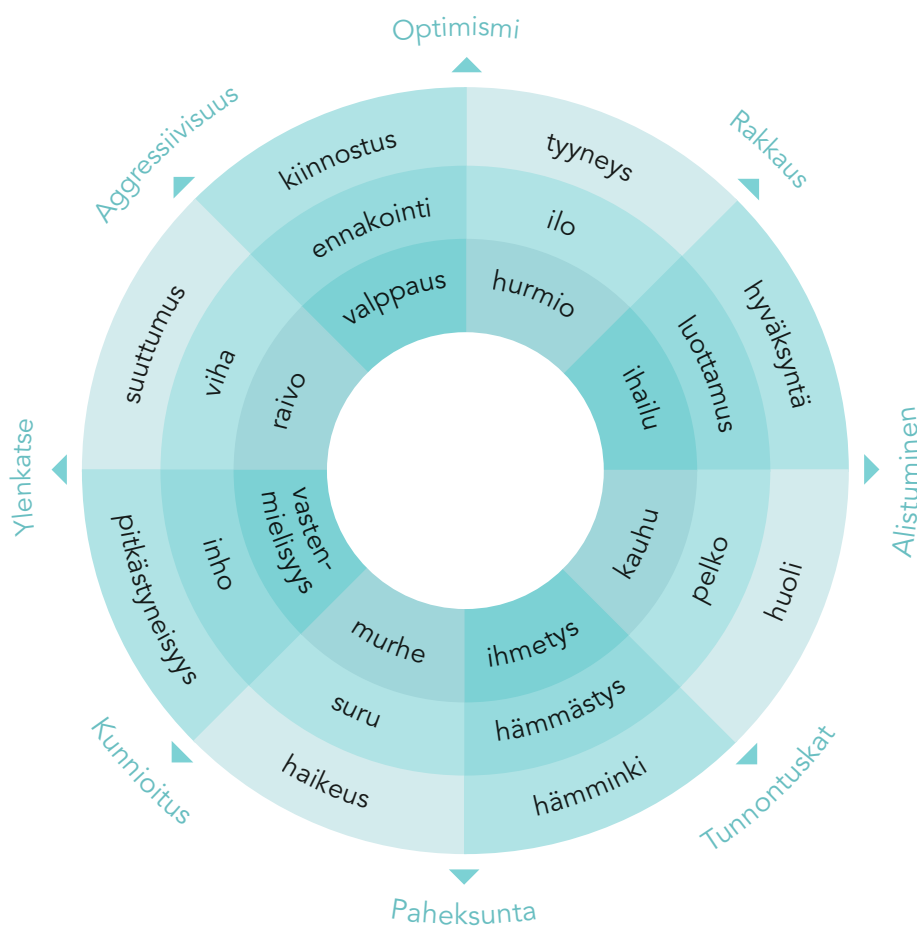 Optimismi
Rakkaus
Alistuminen
Tunnontuskat
Paheksunta
Kunnioitus
Ylenkatse
Aggressiivisuus
tyyneys
ilo
hurmio
hyväksyntä
luottamus
ihailu
huoli
pelko
kauhu
hämminki
hämmästys
ihmetys
haikeus
suru
murhe
pitkästyneisyys
inho
vasten-
mielisyys
suuttumus
viha
raivo
kiinnostus
ennakointi
valppaus